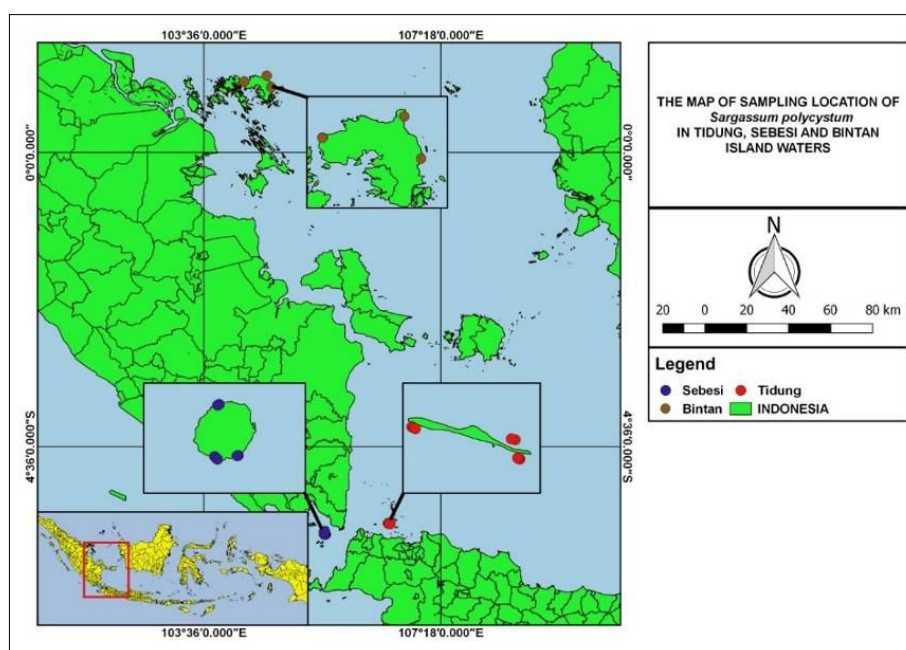 103°36'0.000"E 107°18'0.000"E
0°0'0.000"
0°0'0.000"
4°36'0.000"S
4°36'0.000"S
103°36'0.000"E 107°18'0.000"E
THE MAP OF SAMPLING LOCATION OF
Sargassum polycystum
IN TIDUNG, SEBESI AND BINTAN
ISLAND WATERS
N
20 0 20 40 60 80 km
Legend
Sebesi Tidung
Bintan INDONESIA